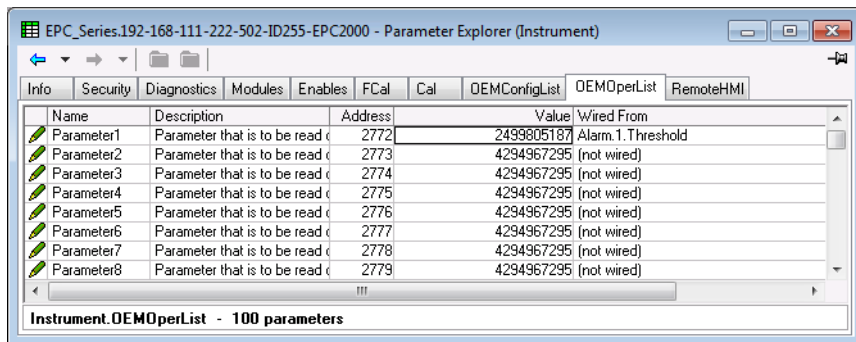 EPC_Series.192-168-111-222-502-ID255-EPC2000 - Parameter Explorer (Instrument)
Info Security Diagnostics Modules Enables FCal Cal OEMConfigList OEMOperList RemoteHMI
Name Description Address Value Wired From
Parameter1 Parameter that is to be read 2772 2499805187 Alarm.1.Threshold
Parameter2 Parameter that is to be read 2773 4294967295 (not wired)
Parameter3 Parameter that is to be read 2774 4294967295 (not wired)
Parameter4 Parameter that is to be read 2775 4294967295 (not wired)
Parameter5 Parameter that is to be read 2776 4294967295 (not wired)
Parameter6 Parameter that is to be read 2777 4294967295 (not wired)
Parameter7 Parameter that is to be read 2778 4294967295 (not wired)
Parameter8 Parameter that is to be read 2779 4294967295 (not wired)
Instrument.OEMOperList - 100 parameters